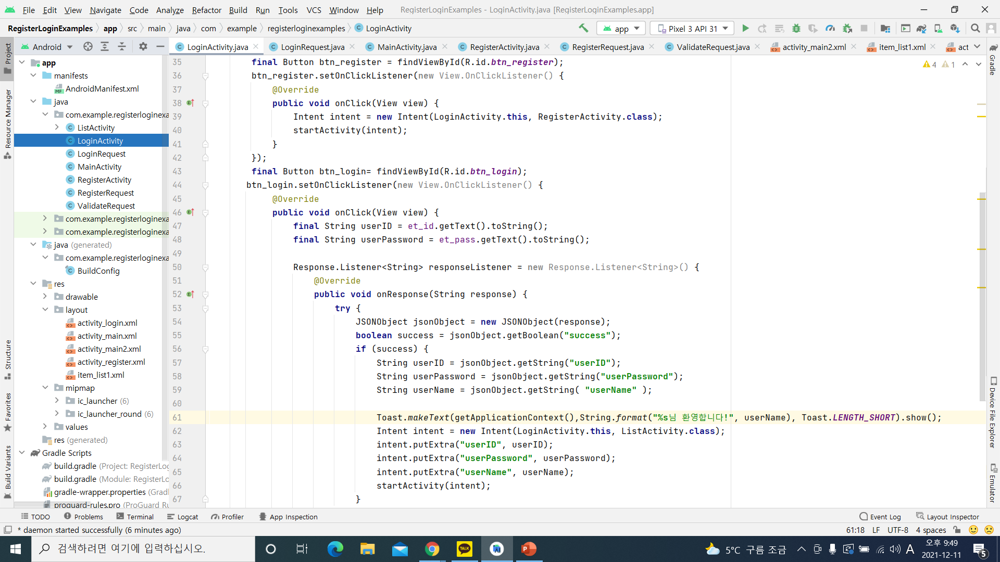 File Edit View Navigate Code Analyze Refactor Build Run Tools VCS Window Help RegisterLoginExamples - LoginActivity.java [RegisterLoginExamples.app]
RegisterLoginExamples app src main java com example registerloginexamples LoginActivity app Pixel 3 API 31
Android LoginActivity.java LoginRequest.java MainActivity.java RegisterActivity.java RegisterRequest.java ValidateRequest.java activity_main2.xml item_list1.xml act
Project
Resource Manager
Structure
Favorites
Build Variants
app
manifests
AndroidManifest.xml
java
com.example.registerloginexa
ListActivity
LoginActivity
LoginRequest
MainActivity
RegisterActivity
RegisterRequest
ValidateRequest
com.example.registerloginexa
com.example.registerloginexa
java (generated)
com.example.registerloginexa
BuildConfig
res
drawable
layout
activity_login.xml
activity_main.xml
activity_main2.xml
activity_register.xml
item_list1.xml
mipmap
ic_launcher (6)
ic_launcher_round (6)
values
res (generated)
Gradle Scripts
build.gradle (Project: RegisterLog
build.gradle (Module: RegisterLo
gradle-wrapper.properties (Gradl
proguard-rules.pro (ProGuard Ru
4 1
35 final Button btn_register = findViewById(R.id.btn_register);
36 btn_register.setOnClickListener(new View.OnClickListener() {
37 @Override
38 public void onClick(View view) {
39 Intent intent = new Intent(LoginActivity.this, RegisterActivity.class);
40 startActivity(intent);
41 }
42 });
43 final Button btn_login= findViewById(R.id.btn_login);
44 btn_login.setOnClickListener(new View.OnClickListener() {
45 @Override
46 public void onClick(View view) {
47 final String userID = et_id.getText().toString();
48 final String userPassword = et_pass.getText().toString();
49
50 Response.Listener<String> responseListener = new Response.Listener<String>() {
51 @Override
52 public void onResponse(String response) {
53 try {
54 JSONObject jsonObject = new JSONObject(response);
55 boolean success = jsonObject.getBoolean("success");
56 if (success) {
57 String userID = jsonObject.getString("userID");
58 String userPassword = jsonObject.getString("userPassword");
59 String userName = jsonObject.getString( "userName" );
60
61 Toast.makeText(getApplicationContext(),String.format("%s님 환영합니다!", userName), Toast.LENGTH_SHORT).show();
62 Intent intent = new Intent(LoginActivity.this, ListActivity.class);
63 intent.putExtra("userID", userID);
64 intent.putExtra("userPassword", userPassword);
65 intent.putExtra("userName", userName);
66 startActivity(intent);
67 }
Gradle
Device File Explorer
Emulator
TODO Problems Terminal Logcat Profiler App Inspection Event Log Layout Inspector
* daemon started successfully (6 minutes ago) 61:18 LF UTF-8 4 spaces
검색하려면 여기에 입력하십시오. TALK P 5°C 구름 조금 A 오후 9:49
2021-12-11 5